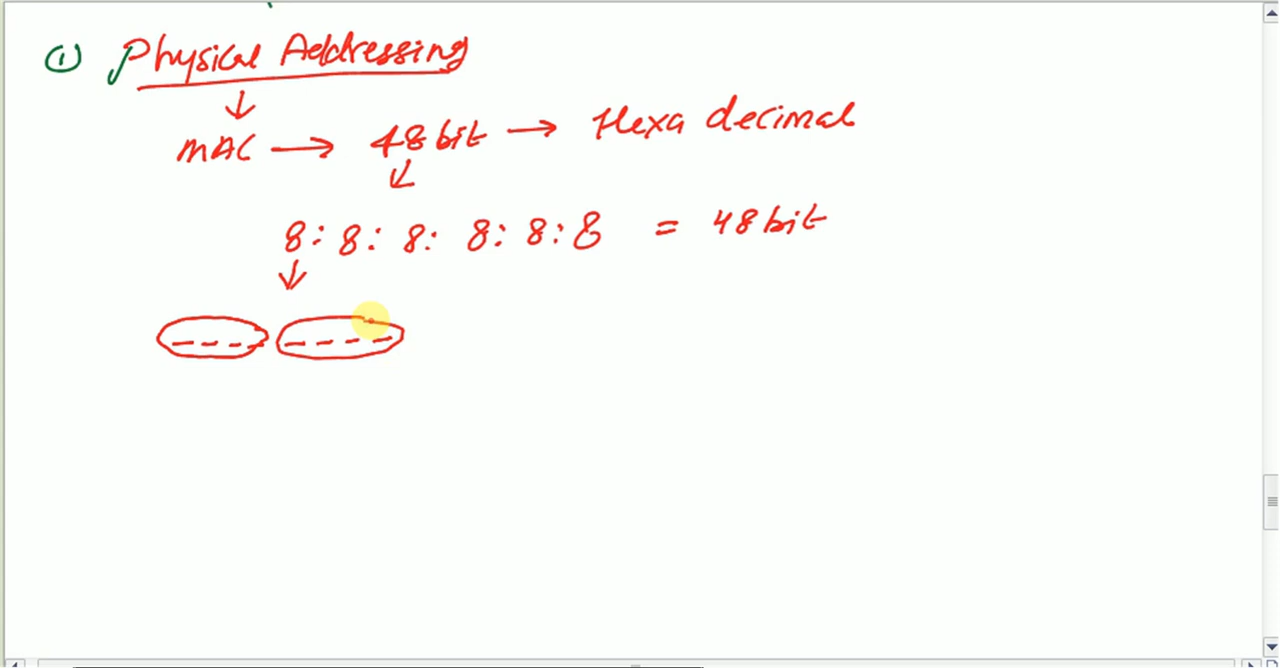 ① Physical Addressing
MAC → 48 bit → Hexa decimal
8: 8: 8: 8: 8: 8 = 48 bit
---- ----